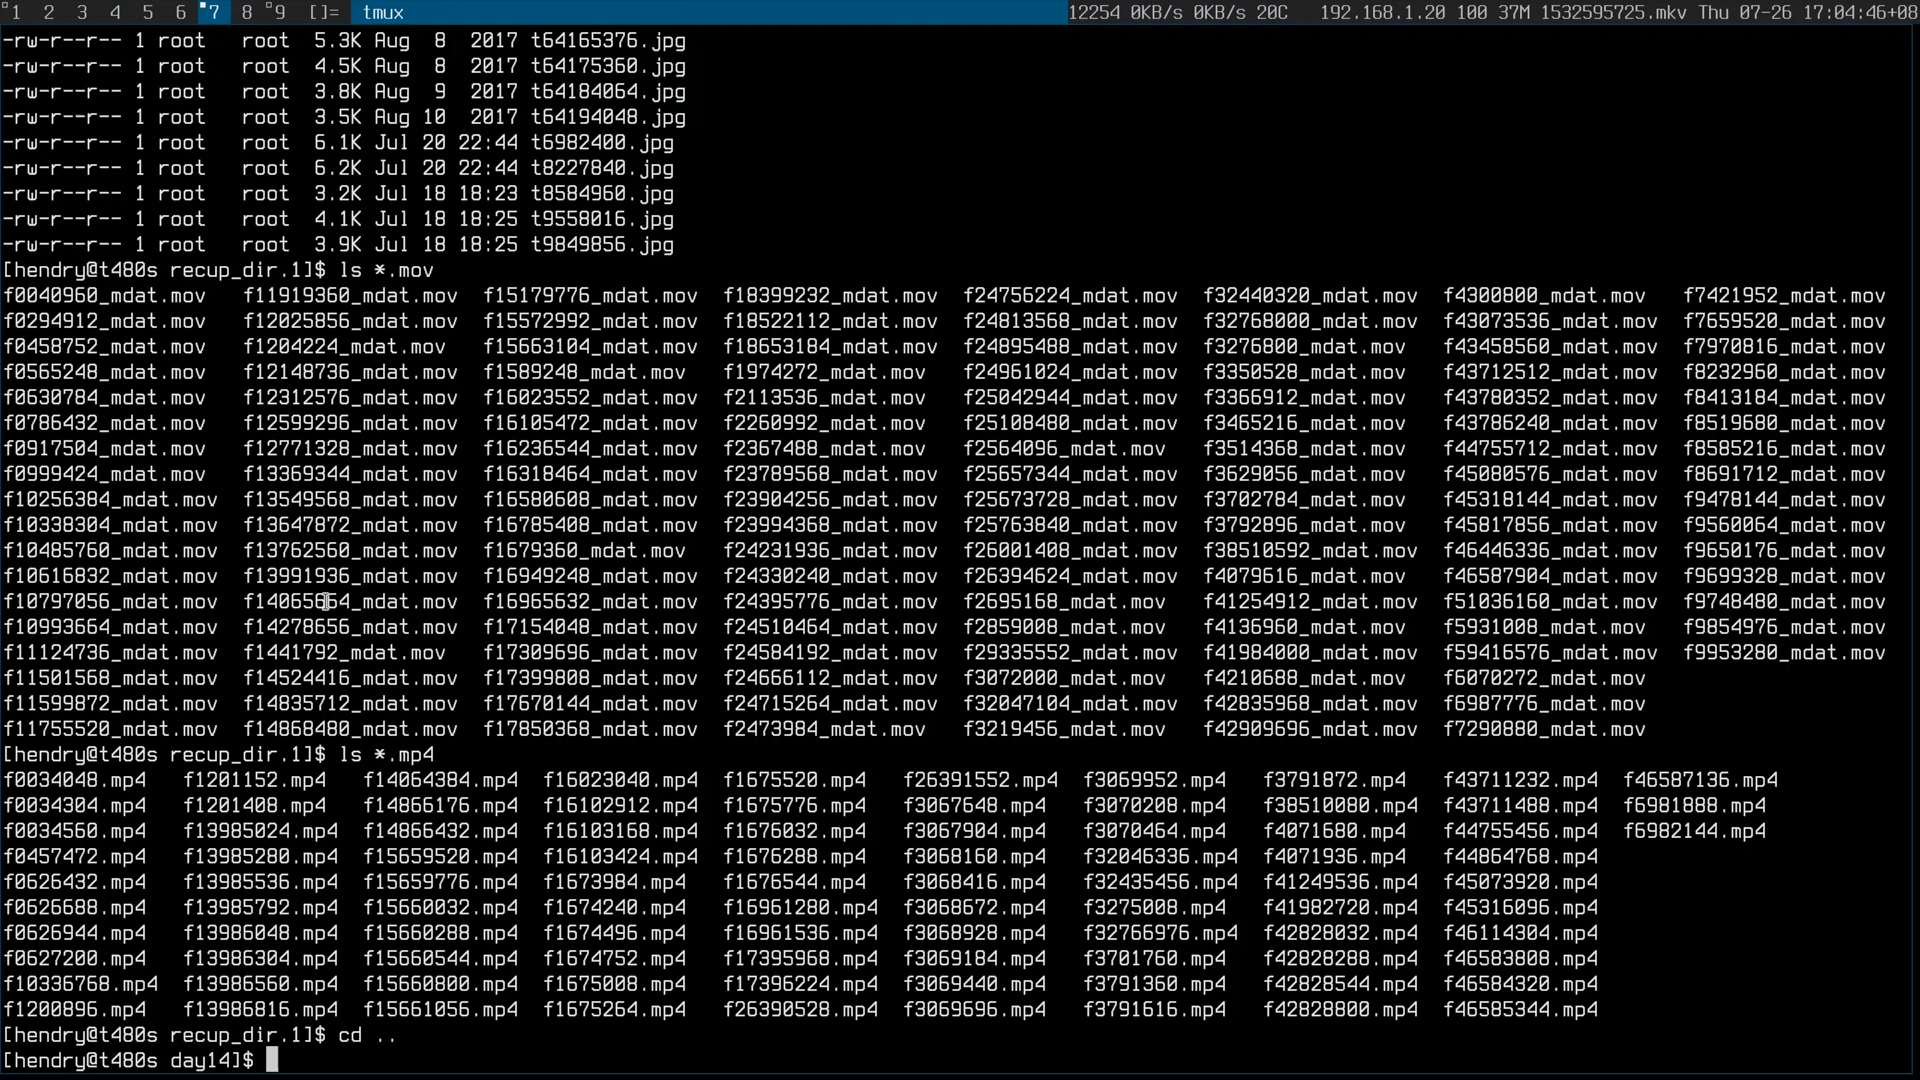 1 2 3 4 5 6 7 8 9 []= tmux 12254 0KB/s 0KB/s 20C 192.168.1.20 100 37M 1532595725.mkv Thu 07-26 17:04:46+08
-rw-r--r-- 1 root root 5.3K Aug 8 2017 t64165376.jpg
-rw-r--r-- 1 root root 4.5K Aug 8 2017 t64175360.jpg
-rw-r--r-- 1 root root 3.8K Aug 9 2017 t64184064.jpg
-rw-r--r-- 1 root root 3.5K Aug 10 2017 t64194048.jpg
-rw-r--r-- 1 root root 6.1K Jul 20 22:44 t6982400.jpg
-rw-r--r-- 1 root root 6.2K Jul 20 22:44 t8227840.jpg
-rw-r--r-- 1 root root 3.2K Jul 18 18:23 t8584960.jpg
-rw-r--r-- 1 root root 4.1K Jul 18 18:25 t9558016.jpg
-rw-r--r-- 1 root root 3.9K Jul 18 18:25 t9849856.jpg
[hendry@t480s recup_dir.1]$ ls *.mov
f0040960_mdat.mov f11919360_mdat.mov f15179776_mdat.mov f18399232_mdat.mov f24756224_mdat.mov f32440320_mdat.mov f4300800_mdat.mov f7421952_mdat.mov
f0294912_mdat.mov f12025856_mdat.mov f15572992_mdat.mov f18522112_mdat.mov f24813568_mdat.mov f32768000_mdat.mov f43073536_mdat.mov f7659520_mdat.mov
f0458752_mdat.mov f1204224_mdat.mov f15663104_mdat.mov f18653184_mdat.mov f24895488_mdat.mov f3276800_mdat.mov f43458560_mdat.mov f7970816_mdat.mov
f0565248_mdat.mov f12148736_mdat.mov f1589248_mdat.mov f1974272_mdat.mov f24961024_mdat.mov f3350528_mdat.mov f43712512_mdat.mov f8232960_mdat.mov
f0630784_mdat.mov f12312576_mdat.mov f16023552_mdat.mov f2113536_mdat.mov f25042944_mdat.mov f3366912_mdat.mov f43780352_mdat.mov f8413184_mdat.mov
f0786432_mdat.mov f12599296_mdat.mov f16105472_mdat.mov f2260992_mdat.mov f25108480_mdat.mov f3465216_mdat.mov f43786240_mdat.mov f8519680_mdat.mov
f0917504_mdat.mov f12771328_mdat.mov f16236544_mdat.mov f2367488_mdat.mov f2564096_mdat.mov f3514368_mdat.mov f44755712_mdat.mov f8585216_mdat.mov
f0999424_mdat.mov f13369344_mdat.mov f16318464_mdat.mov f23789568_mdat.mov f25657344_mdat.mov f3629056_mdat.mov f45080576_mdat.mov f8691712_mdat.mov
f10256384_mdat.mov f13549568_mdat.mov f16580608_mdat.mov f23904256_mdat.mov f25673728_mdat.mov f3702784_mdat.mov f45318144_mdat.mov f9478144_mdat.mov
f10338304_mdat.mov f13647872_mdat.mov f16785408_mdat.mov f23994368_mdat.mov f25763840_mdat.mov f3792896_mdat.mov f45817856_mdat.mov f9560064_mdat.mov
f10485760_mdat.mov f13762560_mdat.mov f1679360_mdat.mov f24231936_mdat.mov f26001408_mdat.mov f38510592_mdat.mov f46446336_mdat.mov f9650176_mdat.mov
f10616832_mdat.mov f13991936_mdat.mov f16949248_mdat.mov f24330240_mdat.mov f26394624_mdat.mov f4079616_mdat.mov f46587904_mdat.mov f9699328_mdat.mov
f10797056_mdat.mov f16965632_mdat.mov f24395776_mdat.mov f2695168_mdat.mov f41254912_mdat.mov f51036160_mdat.mov f9748480_mdat.mov
f10993664_mdat.mov f14278656_mdat.mov f17154048_mdat.mov f24510464_mdat.mov f2859008_mdat.mov f4136960_mdat.mov f5931008_mdat.mov f9854976_mdat.mov
f11124736_mdat.mov f1441792_mdat.mov f17309696_mdat.mov f24584192_mdat.mov f29335552_mdat.mov f41984000_mdat.mov f59416576_mdat.mov f9953280_mdat.mov
f11501568_mdat.mov f14524416_mdat.mov f17399808_mdat.mov f24666112_mdat.mov f3072000_mdat.mov f4210688_mdat.mov f6070272_mdat.mov
f11599872_mdat.mov f14835712_mdat.mov f17670144_mdat.mov f24715264_mdat.mov f32047104_mdat.mov f42835968_mdat.mov f6987776_mdat.mov
f11755520_mdat.mov f14868480_mdat.mov f17850368_mdat.mov f2473984_mdat.mov f3219456_mdat.mov f42909696_mdat.mov f7290880_mdat.mov
[hendry@t480s recup_dir.1]$ ls *.mp4
f0034048.mp4 f1201152.mp4 f14064384.mp4 f16023040.mp4 f1675520.mp4 f26391552.mp4 f3069952.mp4 f3791872.mp4 f43711232.mp4 f46587136.mp4
f0034304.mp4 f1201408.mp4 f14866176.mp4 f16102912.mp4 f1675776.mp4 f3067648.mp4 f3070208.mp4 f38510080.mp4 f43711488.mp4 f6981888.mp4
f0034560.mp4 f13985024.mp4 f14866432.mp4 f16103168.mp4 f1676032.mp4 f3067904.mp4 f3070464.mp4 f4071680.mp4 f44755456.mp4 f6982144.mp4
f0457472.mp4 f13985280.mp4 f15659520.mp4 f16103424.mp4 f1676288.mp4 f3068160.mp4 f32046336.mp4 f4071936.mp4 f44864768.mp4
f0626432.mp4 f13985536.mp4 f15659776.mp4 f1673984.mp4 f1676544.mp4 f3068416.mp4 f32435456.mp4 f41249536.mp4 f45073920.mp4
f0626688.mp4 f13985792.mp4 f15660032.mp4 f1674240.mp4 f16961280.mp4 f3068672.mp4 f3275008.mp4 f41982720.mp4 f45316096.mp4
f0626944.mp4 f13986048.mp4 f15660288.mp4 f1674496.mp4 f16961536.mp4 f3068928.mp4 f32766976.mp4 f42828032.mp4 f46114304.mp4
f0627200.mp4 f13986304.mp4 f15660544.mp4 f1674752.mp4 f17395968.mp4 f3069184.mp4 f3701760.mp4 f42828288.mp4 f46583808.mp4
f10336768.mp4 f13986560.mp4 f15660800.mp4 f1675008.mp4 f17396224.mp4 f3069440.mp4 f3791360.mp4 f42828544.mp4 f46584320.mp4
f1200896.mp4 f13986816.mp4 f15661056.mp4 f1675264.mp4 f26390528.mp4 f3069696.mp4 f3791616.mp4 f42828800.mp4 f46585344.mp4
[hendry@t480s recup_dir.1]$ cd ..
[hendry@t480s day14]$